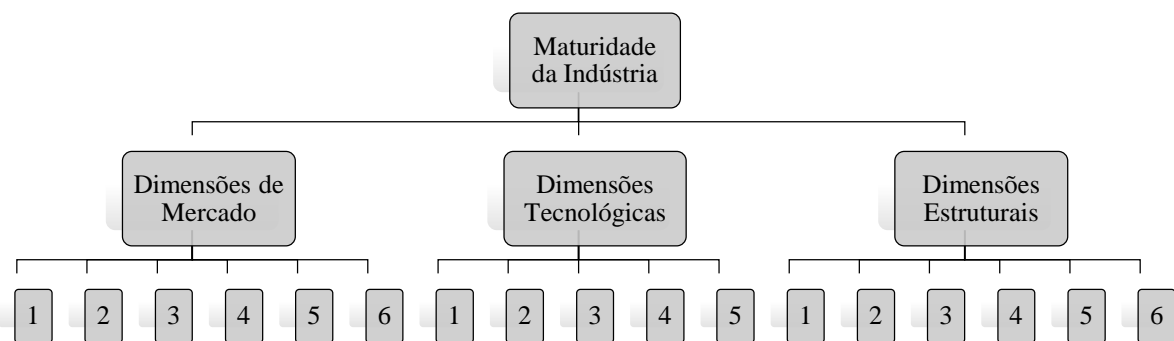 Maturidade
da Indústria
Dimensões de
Mercado
Dimensões
Tecnológicas
Dimensões
Estruturais
1 2 3 4 5 6 1 2 3 4 5 1 2 3 4 5 6